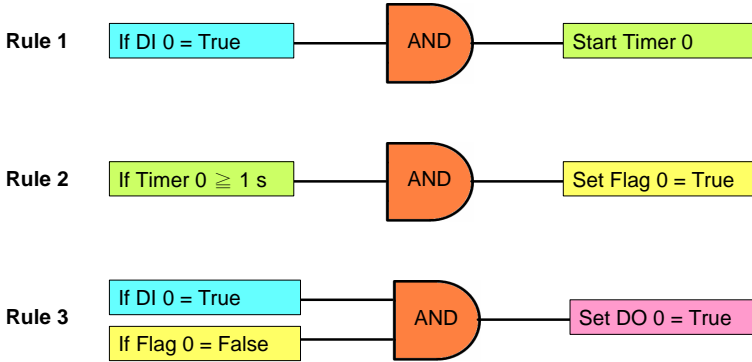 Rule 1
If DI 0 = True
AND
Start Timer 0
Rule 2
If Timer 0 ≧ 1 s
AND
Set Flag 0 = True
Rule 3
If DI 0 = True
If Flag 0 = False
AND
Set DO 0 = True